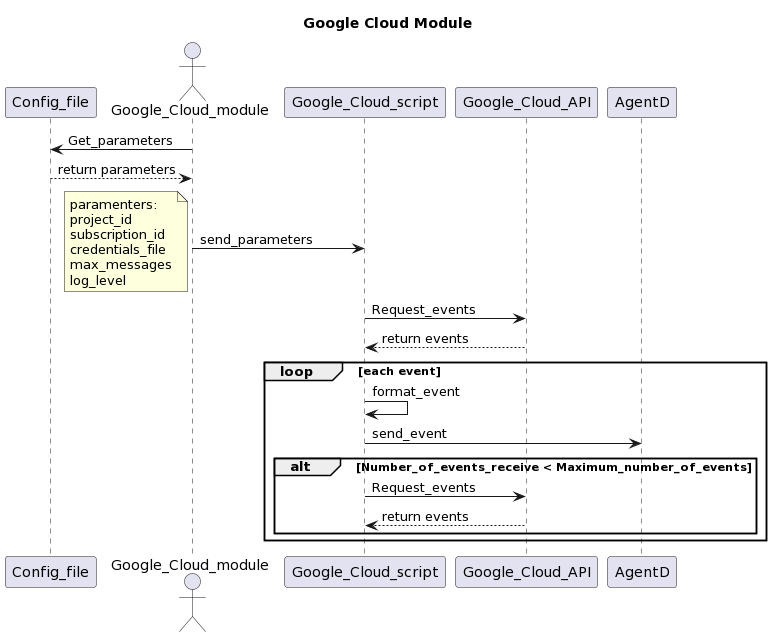 Google Cloud Module
Config_file
Google_Cloud_module
Google_Cloud_script
Google_Cloud_API
AgentD
Get_parameters
return parameters
paramenters:
project_id
subscription_id
credentials_file
max_messages
log_level
send_parameters
Request_events
return events
loop [each event]
format_event
send_event
alt [Number_of_events_receive < Maximum_number_of_events]
Request_events
return events
Config_file
Google_Cloud_module
Google_Cloud_script
Google_Cloud_API
AgentD